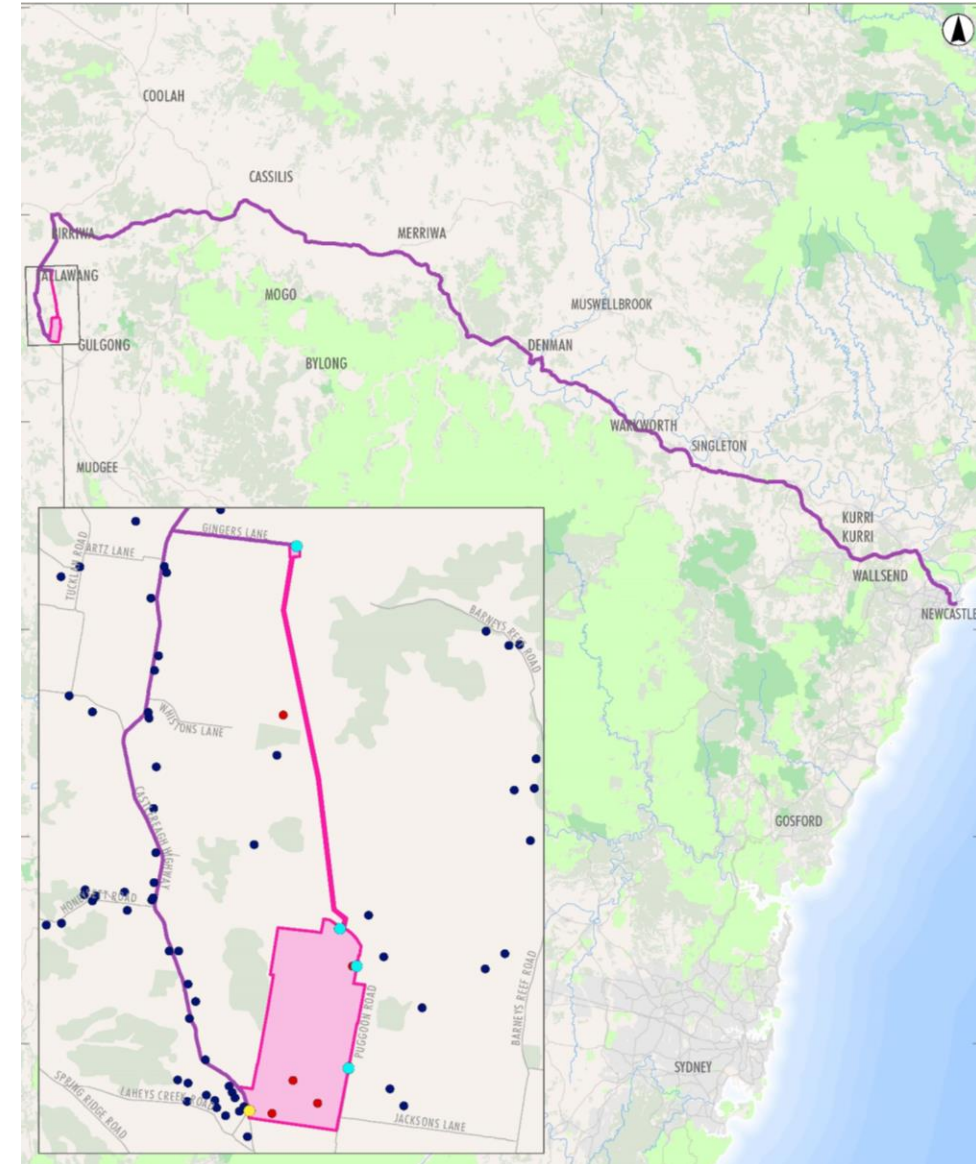 COOLAH
CASSILIS
BIRRIWA
MERRIWA
TALLAWANG
MOGO
MUSWELLBROOK
GULGONG
DENMAN
BYLONG
WARKWORTH
SINGLETON
MUDGEE
KURRI
KURRI
WALLSEND
NEWCASTLE
GOSFORD
SYDNEY
GINGERS LANE
ARTZ LANE
BARNEYS REEF ROAD
WHISTONS LANE
CASTLEREAGH HIGHWAY
ROAD
PUGGOON ROAD
BARNEYS REEF ROAD
LAHEYS CREEK ROAD
SPRING RIDGE ROAD
JACKSONS LANE